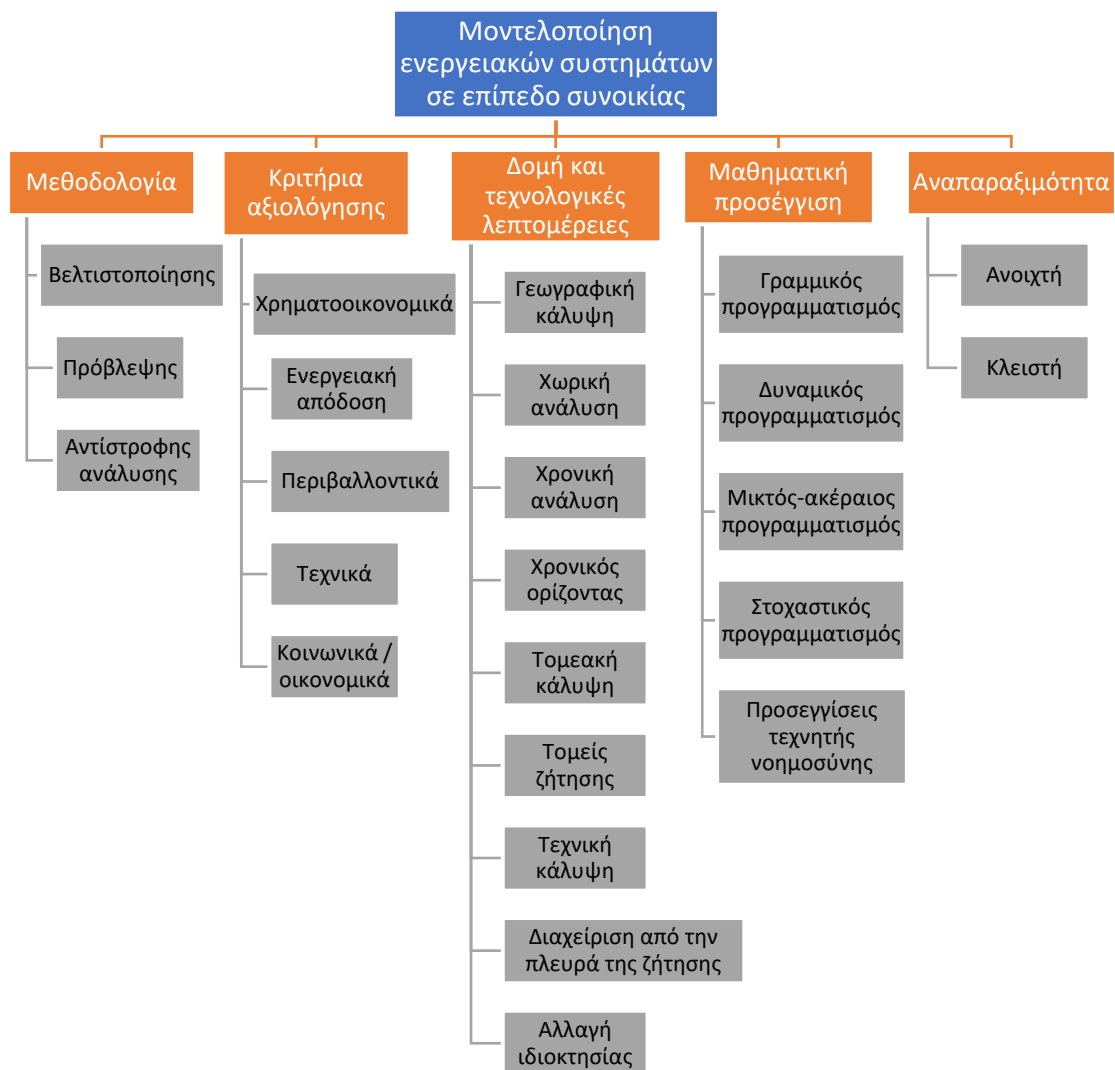 Μοντελοποίηση
ενεργειακών συστημάτων
σε επίπεδο συνοικίας
Μεθοδολογία
Βελτιστοποίησης
Πρόβλεψης
Αντίστροφης
ανάλυσης
Κριτήρια
αξιολόγησης
Χρηματοοικονομικά
Ενεργειακή
απόδοση
Περιβαλλοντικά
Τεχνικά
Κοινωνικά /
οικονομικά
Δομή και
τεχνολογικές
λεπτομέρειες
Γεωγραφική
κάλυψη
Χωρική
ανάλυση
Χρονική
ανάλυση
Χρονικός
ορίζοντας
Τομεακή
κάλυψη
Τομείς
ζήτησης
Τεχνική
κάλυψη
Διαχείριση από την
πλευρά της ζήτησης
Αλλαγή
ιδιοκτησίας
Μαθηματική
προσέγγιση
Γραμμικός
προγραμματισμός
Δυναμικός
προγραμματισμός
Μικτός-ακέραιος
προγραμματισμός
Στοχαστικός
προγραμματισμός
Προσεγγίσεις
τεχνητής
νοημοσύνης
Αναπαραξιμότητα
Ανοιχτή
Κλειστή